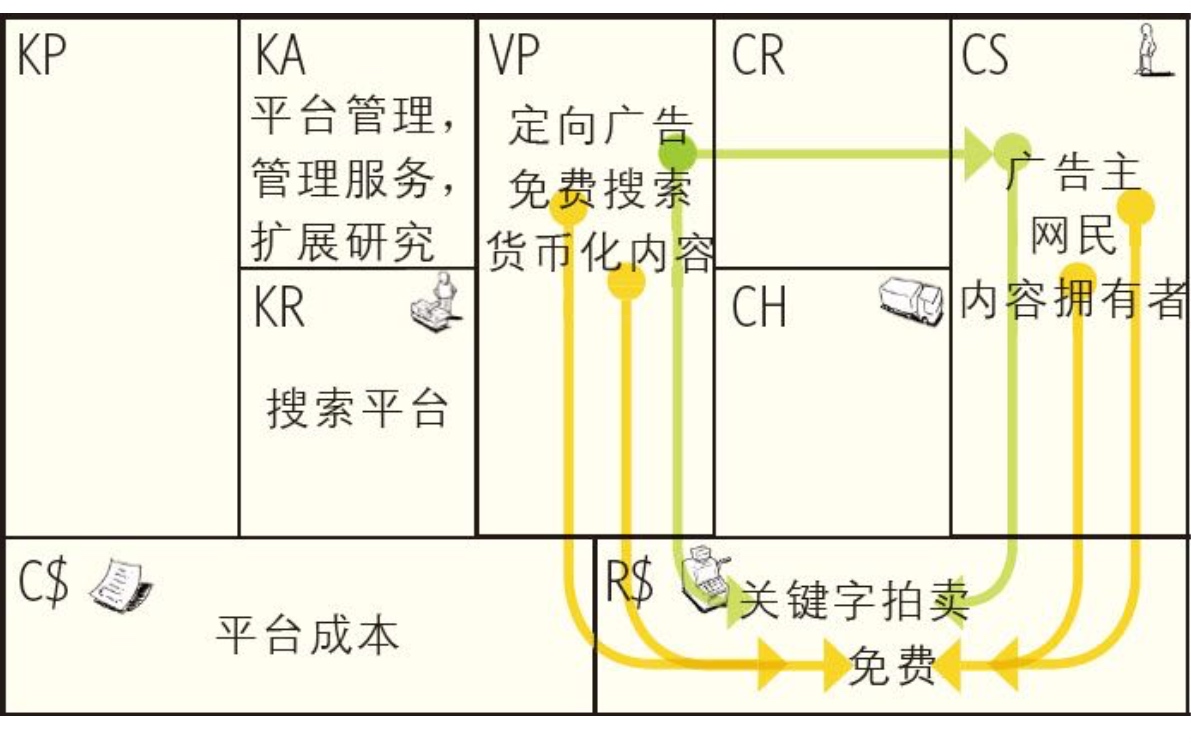 KP
KA
平台管理，
管理服务，
扩展研究
KR
搜索平台
VP
定向广告
免费搜索
货币化内容
CR
CH
CS
广告主
网民
内容拥有者
C$
平台成本
R$
关键字拍卖
免费